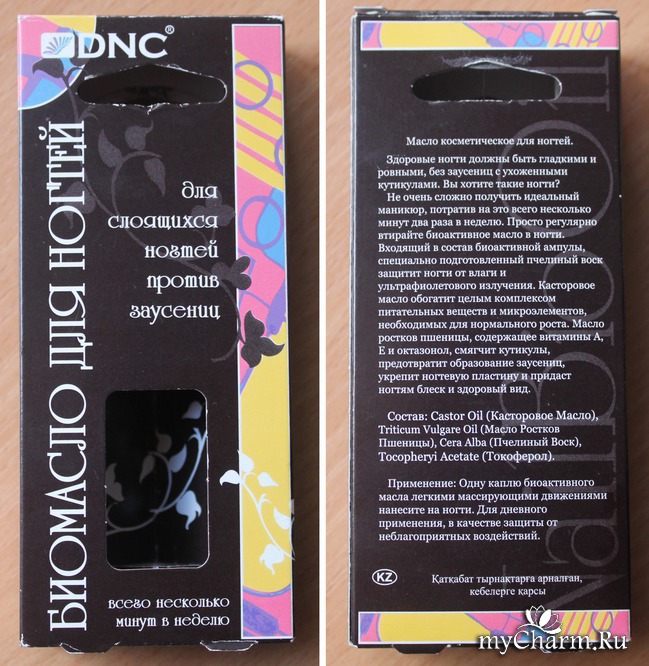 DNC®
БИОМАСЛО ДЛЯ НОГТЕЙ
для
слоящихся
ногтей
против
заусениц
всего несколько
минут в неделю
Nail Bio Oil
Масло косметическое для ногтей.
Здоровые ногти должны быть гладкими и
ровными, без заусениц с ухоженными
кутикулами. Вы хотите такие ногти?
Не очень сложно получить идеальный
маникюр, потратив на это всего несколько
минут два раза в неделю. Просто регулярно
втирайте биоактивное масло в ногти.
Входящий в состав биоактивной ампулы,
специально подготовленный пчелиный воск
защитит ногти от влаги и
ультрафиолетового излучения. Касторовое
масло обогатит целым комплексом
питательных веществ и микроэлементов,
необходимых для нормального роста. Масло
ростков пшеницы, содержащее витамины А,
Е и октазонол, смягчит кутикулы,
предотвратит образование заусениц,
укрепит ногтевую пластину и придаст
ногтям блеск и здоровый вид.
Состав: Castor Oil (Касторовое Масло),
Triticum Vulgare Oil (Масло Ростков
Пшеницы), Cera Alba (Пчелиный Воск),
Tocopheryi Acetate (Токоферол).
Применение: Одну каплю биоактивного
масла легкими массирующими движениями
нанесите на ногти. Для дневного
применения, в качестве защиты от
неблагоприятных воздействий.
KZ
Қаткабат тырнактарға арналған,
кебелерге карсы
myCharm.Ru